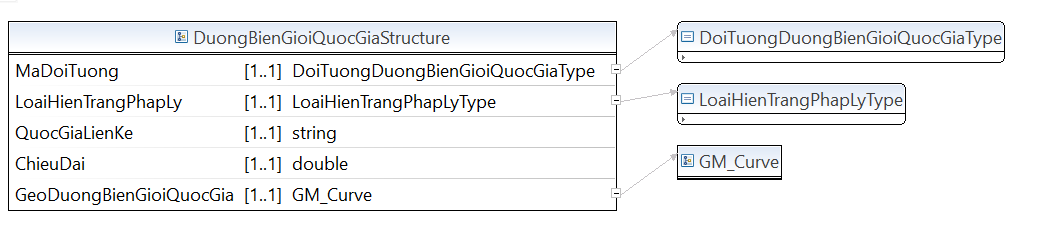 DuongBienGioiQuocGiaStructure
MaDoiTuong [1..1] DoiTuongDuongBienGioiQuocGiaType
LoaiHienTrangPhapLy [1..1] LoaiHienTrangPhapLyType
QuocGiaLienKe [1..1] string
ChieuDai [1..1] double
GeoDuongBienGioiQuocGia [1..1] GM_Curve
DoiTuongDuongBienGioiQuocGiaType
LoaiHienTrangPhapLyType
GM_Curve